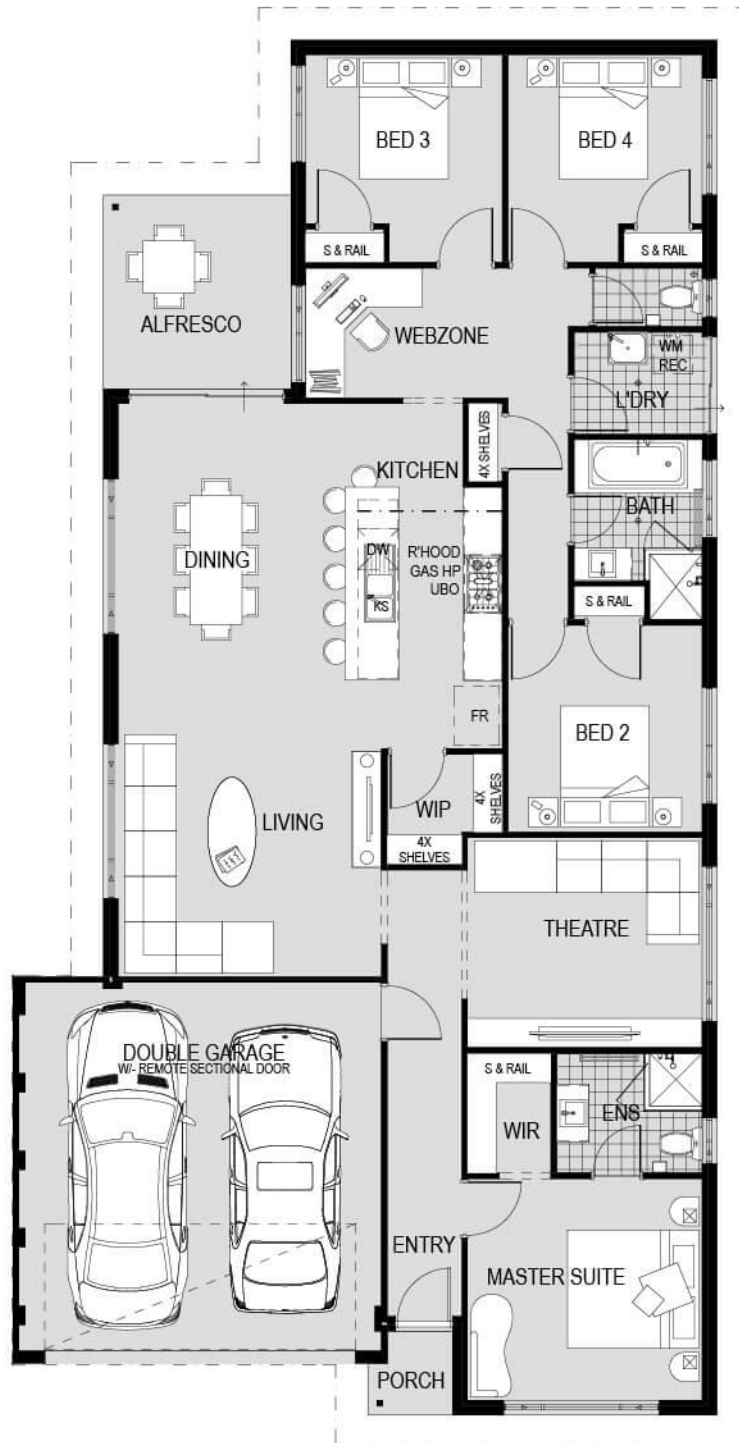 BED 3
BED 4
S & RAIL
S & RAIL
ALFRESCO
WEBZONE
WM
REC
L'DRY
4X SHELVES
KITCHEN
BATH
DINING
DW
R'HOOD
GAS HP
UBO
KS
S & RAIL
FR
BED 2
LIVING
WIP
4X
SHELVES
4X
SHELVES
THEATRE
DOUBLE GARAGE
W/- REMOTE SECTIONAL DOOR
S & RAIL
WIR
ENS
ENTRY
MASTER SUITE
PORCH